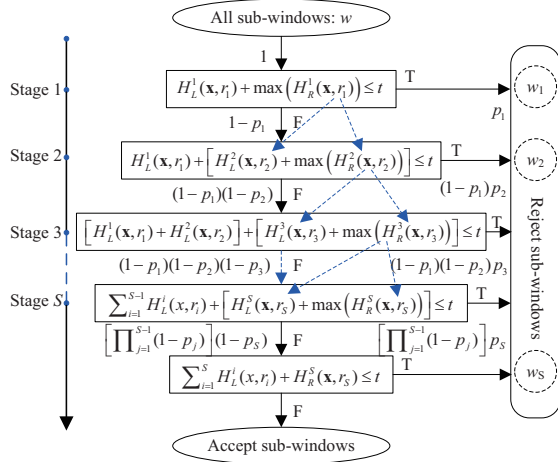 All sub-windows: w
1
Stage 1
H_L^1(x, r_1) + max(H_R^1(x, r_1)) ≤ t
T
w_1
p_1
1−p_1
F
Stage 2
H_L^1(x, r_1) + [H_L^2(x, r_2) + max(H_R^2(x, r_2))] ≤ t
T
w_2
(1−p_1)(1−p_2)
F
(1−p_1)p_2
Stage 3
[H_L^1(x, r_1) + H_L^2(x, r_2)] + [H_L^3(x, r_3) + max(H_R^3(x, r_3))] ≤ t
T
(1−p_1)(1−p_2)(1−p_3)
F
(1−p_1)(1−p_2)p_3
Reject sub-windows
Stage S
∑_{i=1}^{S−1} H_L^i(x, r_i) + [H_L^S(x, r_S) + max(H_R^S(x, r_S))] ≤ t
T
[∏_{j=1}^{S−1}(1−p_j)](1−p_S)
F
[∏_{j=1}^{S−1}(1−p_j)]p_S
∑_{i=1}^{S} H_L^i(x, r_i) + H_R^S(x, r_S) ≤ t
T
w_S
F
Accept sub-windows